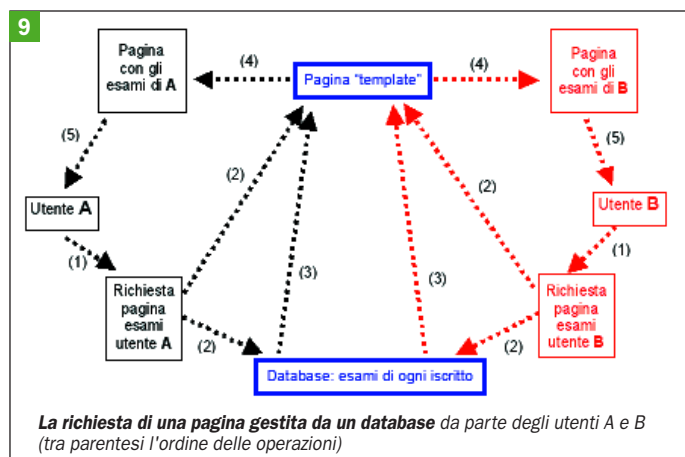 9
Pagina
con gli
esami di A
(4)
Pagina "template"
(4)
Pagina
con gli
esami di B
(5)
(5)
(2)
(2)
Utente A
Utente B
(1)
(1)
(3)
(3)
Richiesta
pagina
esami
utente A
Richiesta
pagina
esami
utente B
(2)
(2)
Database: esami di ogni iscritto
La richiesta di una pagina gestita da un database da parte degli utenti A e B
(tra parentesi l'ordine delle operazioni)